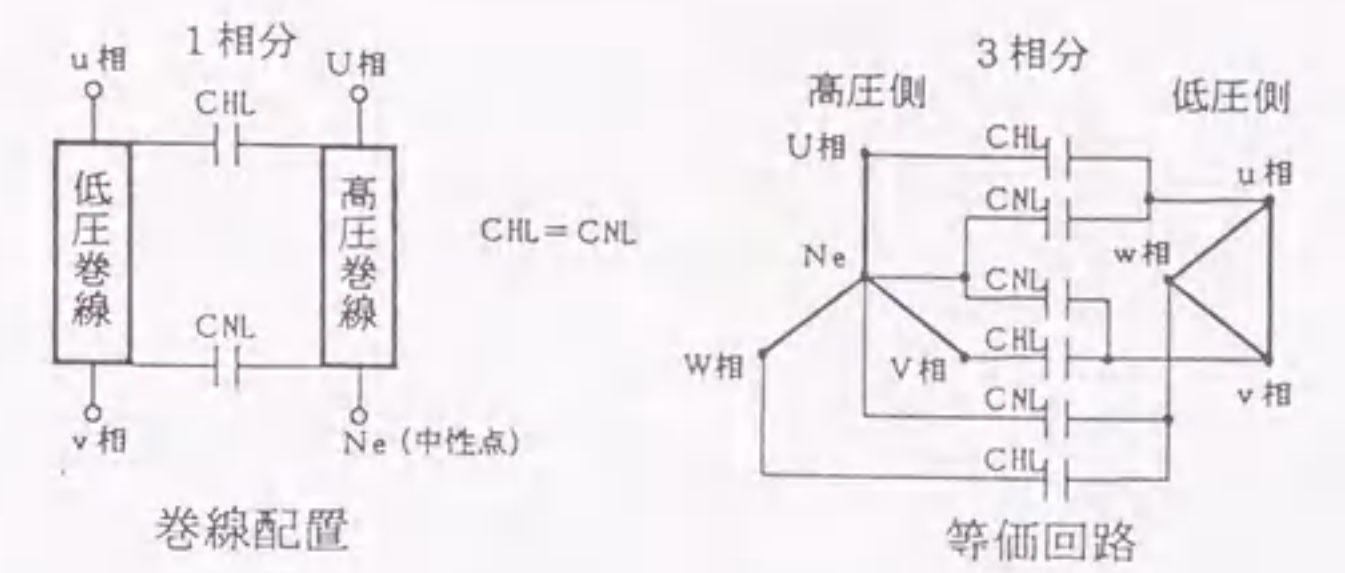 1相分
u相
U相
CHL
低圧巻線
高圧巻線
CHL=CNL
CNL
v相
Ne (中性点)
巻線配置
3相分
高圧側
低圧側
U相
CHL
u相
CNL
Ne
w相
CNL
W相
V相
CHL
v相
CNL
CHL
等価回路